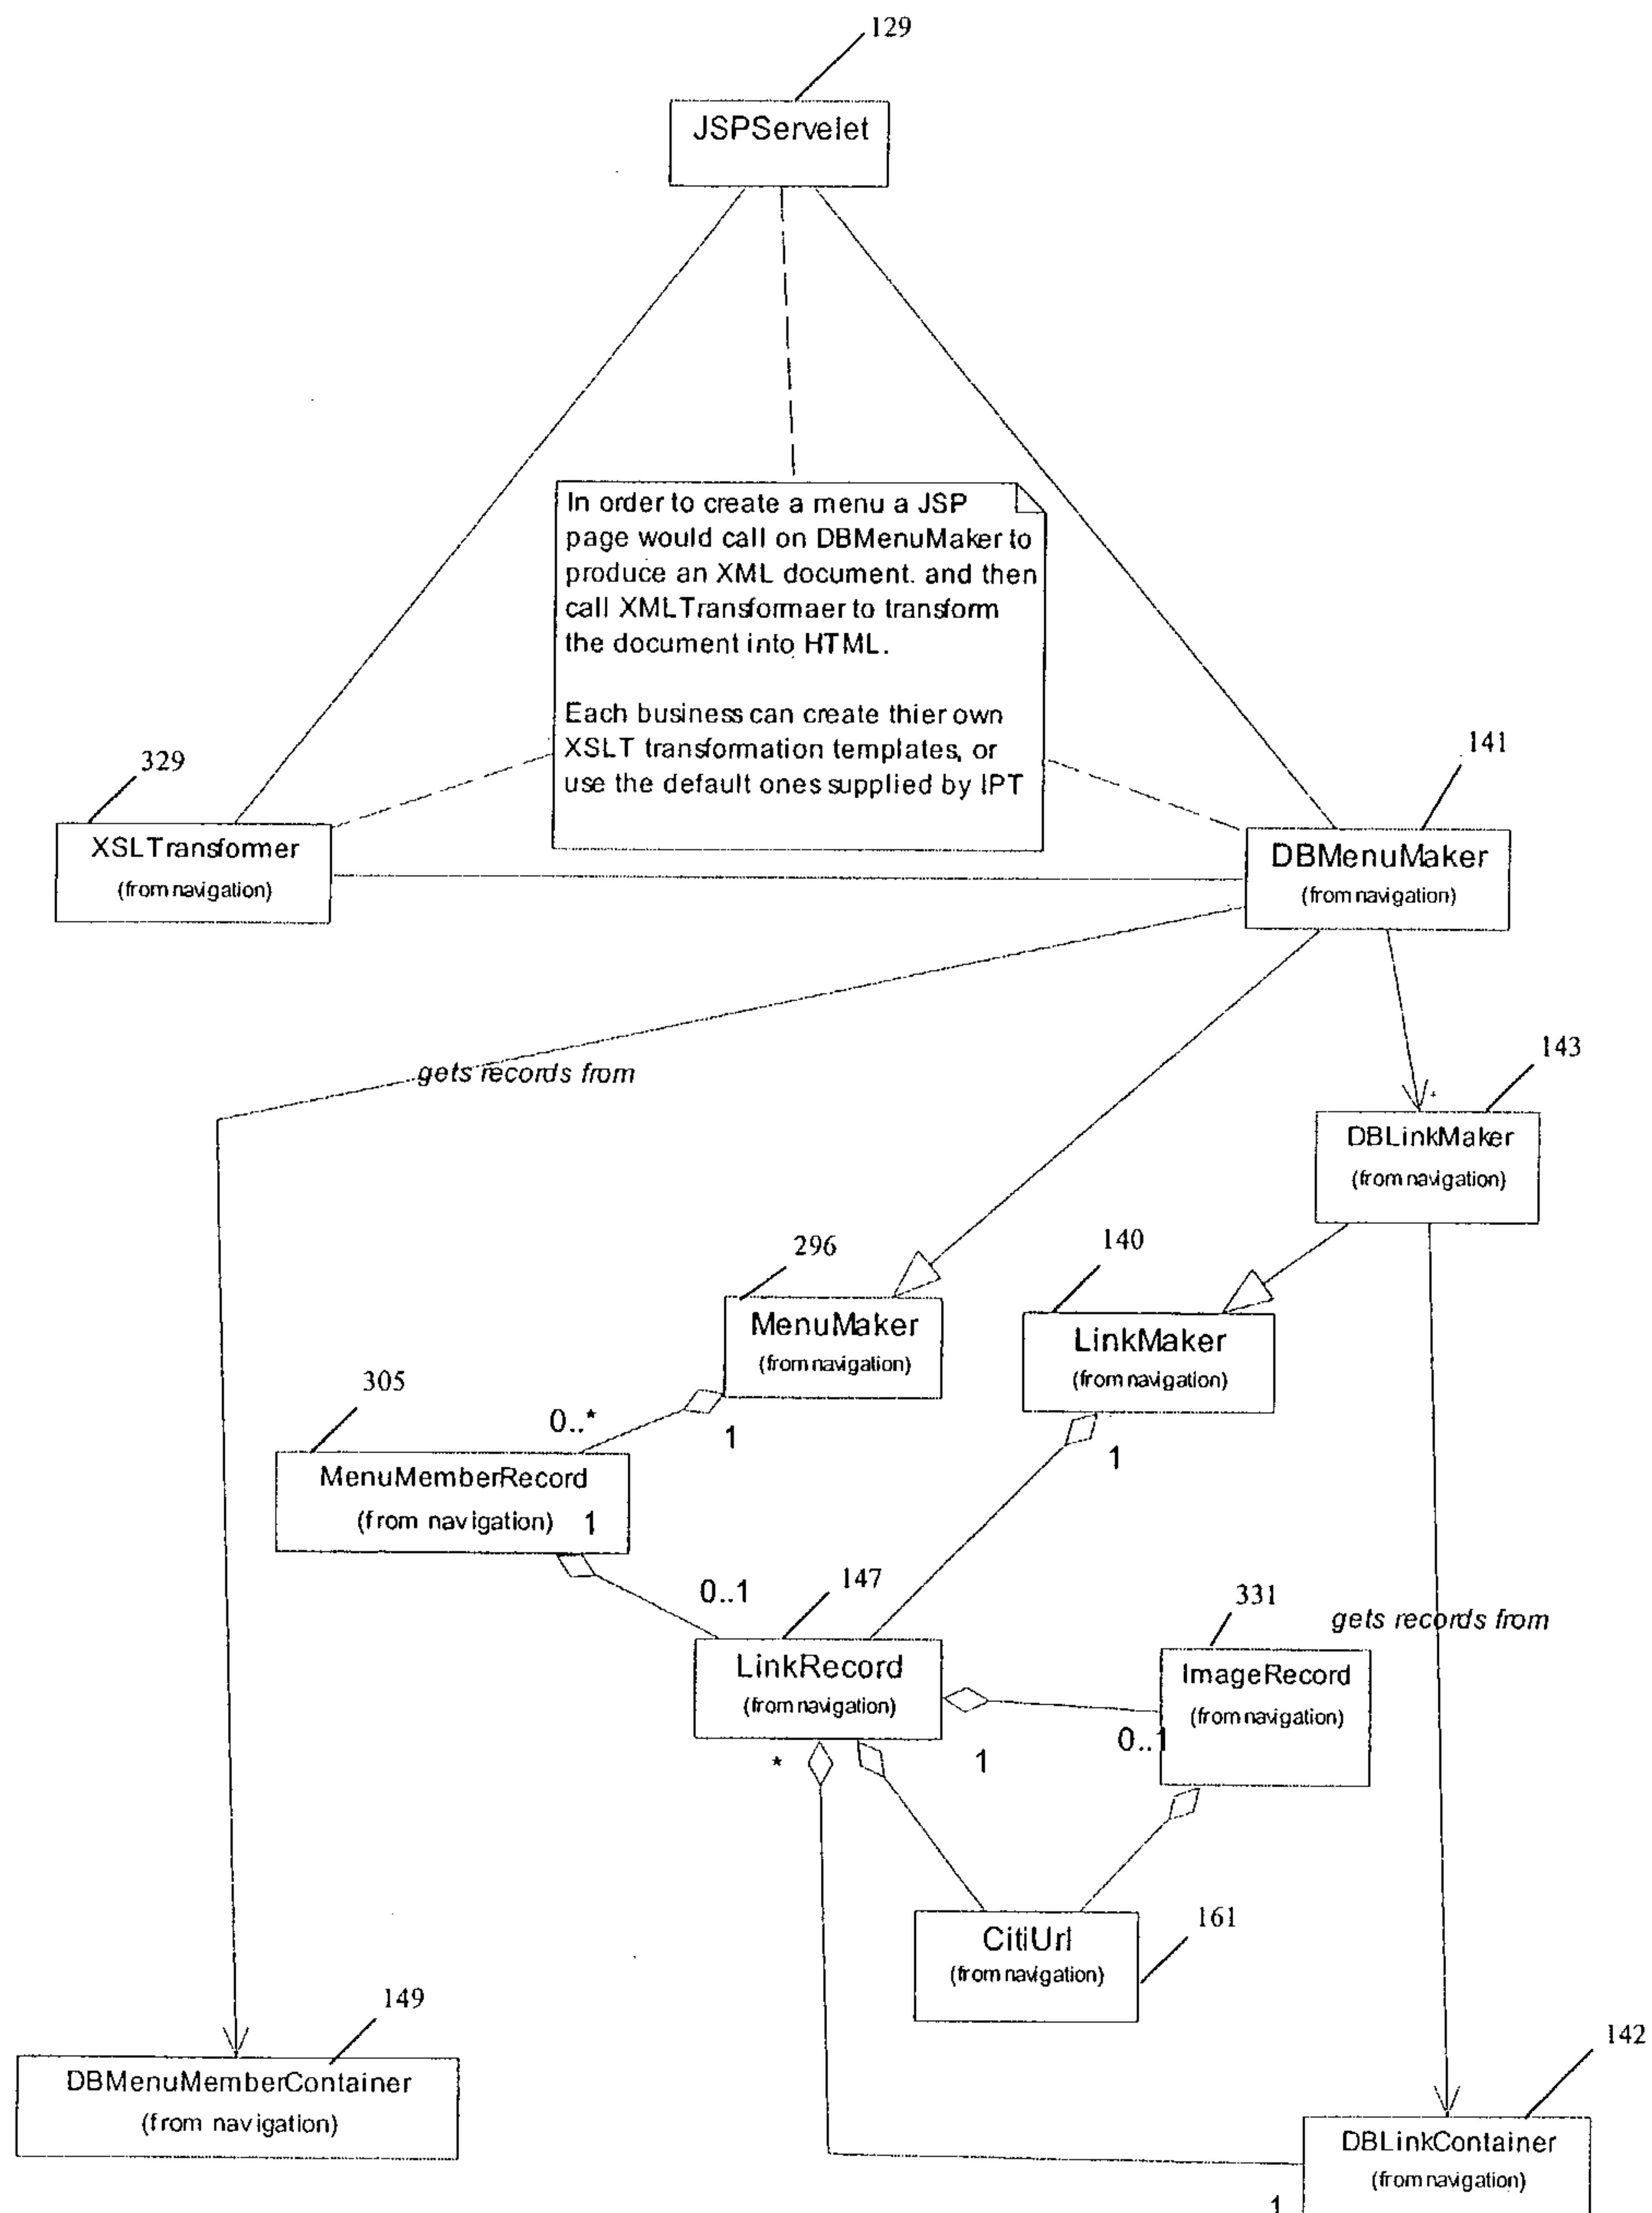 129
JSPServelet
In order to create a menu a JSP
page would call on DBMenuMaker to
produce an XML document. and then
call XMLTransformaer to transform
the document into HTML.
Each business can create thier own
XSLT transformation templates, or
use the default ones supplied by IPT
329
XSLTransformer
(from navigation)
141
DBMenuMaker
(from navigation)
gets records from
143
DBLinkMaker
(from navigation)
296
MenuMaker
(from navigation)
140
LinkMaker
(from navigation)
305
0..*
1
1
MenuMemberRecord
(from navigation) 1
0..1
147
LinkRecord
(from navigation)
331
gets records from
ImageRecord
(from navigation)
0..1
*
1
161
CitiUrl
(from navigation)
149
DBMenuMemberContainer
(from navigation)
142
DBLinkContainer
(from navigation)
1